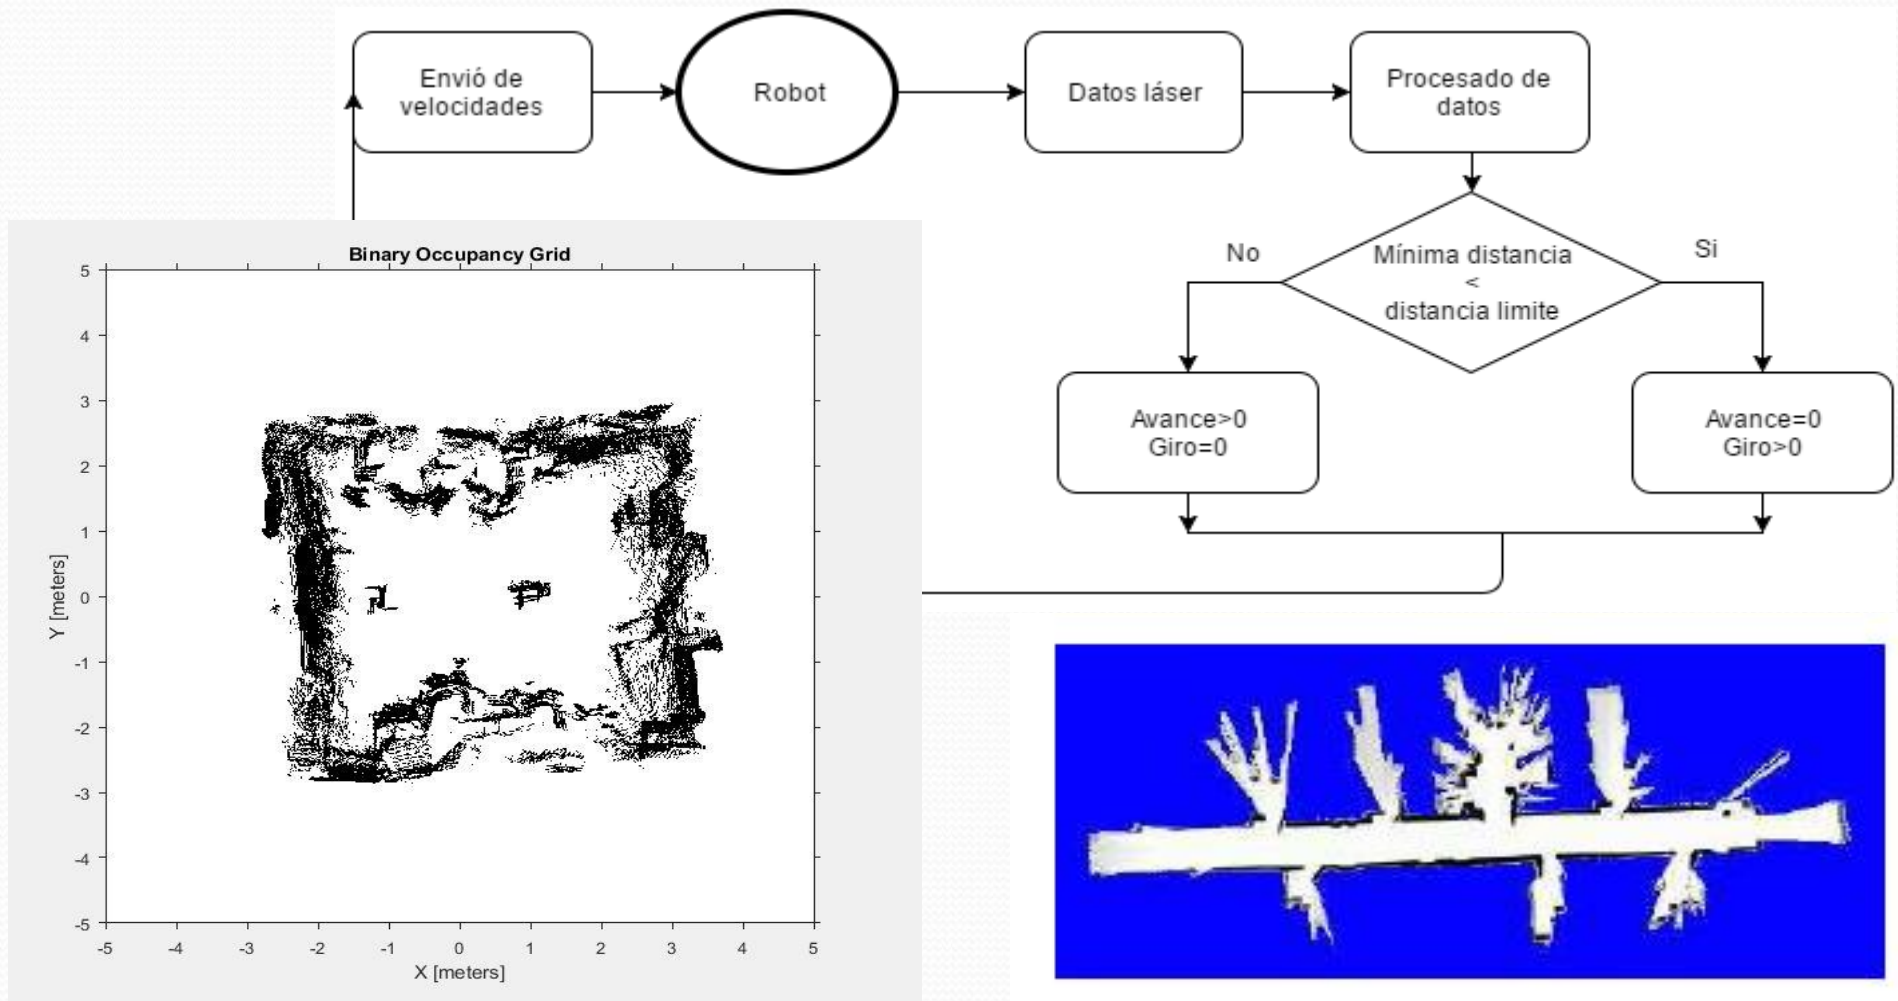 Envió de
velocidades
Robot
Datos láser
Procesado de
datos
No
Mínima distancia
<
distancia limite
Si
Avance>0
Giro=0
Avance=0
Giro>0
Binary Occupancy Grid
5
4
3
2
1
0
-1
-2
-3
-4
-5
Y [meters]
-5 -4 -3 -2 -1 0 1 2 3 4 5
X [meters]